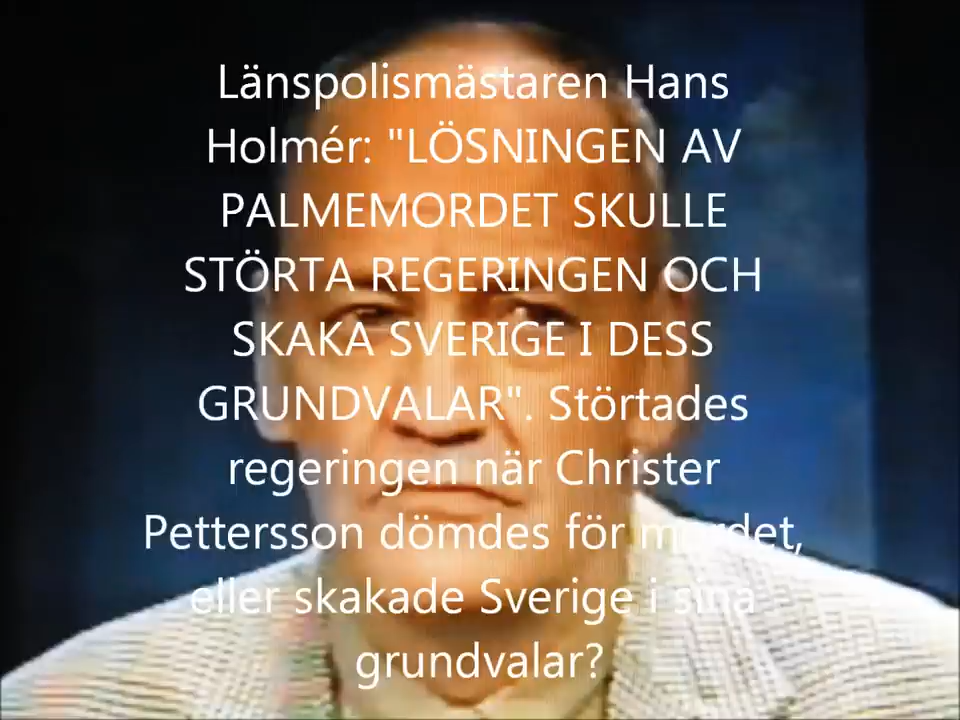 Länspolismästaren Hans
Holmér: "LÖSNINGEN AV
PALMEMORDET SKULLE
STÖRTA REGERINGEN OCH
SKAKA SVERIGE I DESS
GRUNDVALAR". Störtades
regeringen när Christer
Pettersson dömdes för mordet,
eller skakade Sverige i sina
grundvalar?